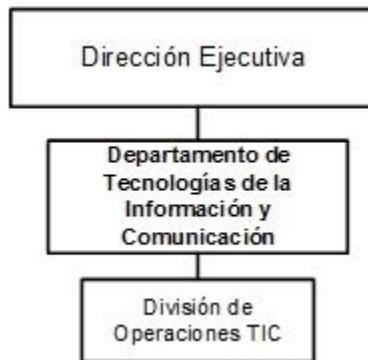 Dirección Ejecutiva
Departamento de
Tecnologías de la
Información y
Comunicación
División de
Operaciones TIC